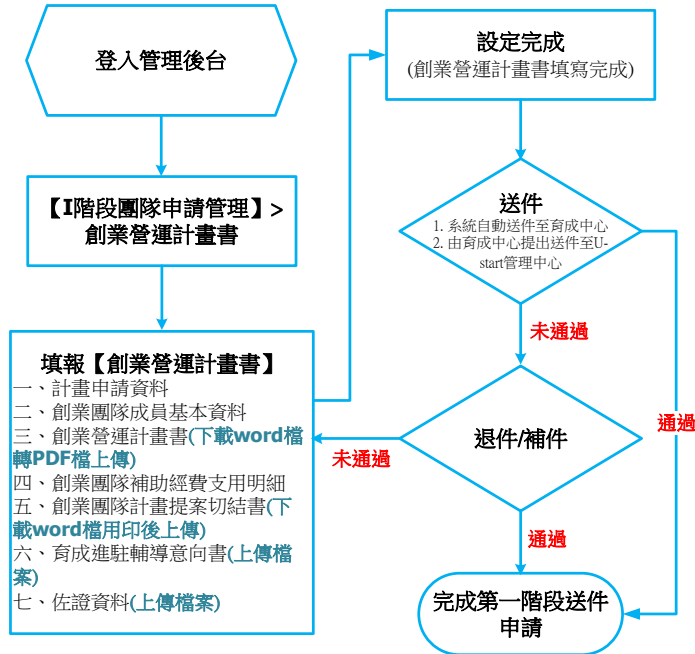 登入管理後台
【I階段團隊申請管理】>
創業營運計畫書
填報【創業營運計畫書】
一、計畫申請資料
二、創業團隊成員基本資料
三、創業營運計畫書(下載word檔
轉PDF檔上傳)
四、創業團隊補助經費支用明細
五、創業團隊計畫提案切結書(下
載word檔用印後上傳)
六、育成進駐輔導意向書(上傳檔
案)
七、佐證資料(上傳檔案)
設定完成
(創業營運計畫書填寫完成)
送件
1. 系統自動送件至育成中心
2. 由育成中心提出送件至U-
start管理中心
未通過
通過
退件/補件
未通過
通過
完成第一階段送件
申請